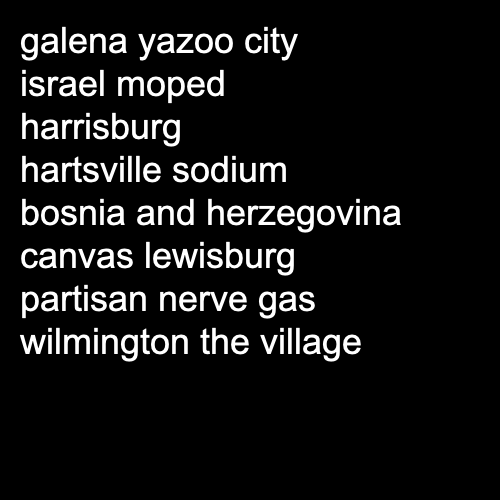 galena yazoo city
israel moped
harrisburg
hartsville sodium
bosnia and herzegovina
canvas lewisburg
partisan nerve gas
wilmington the village